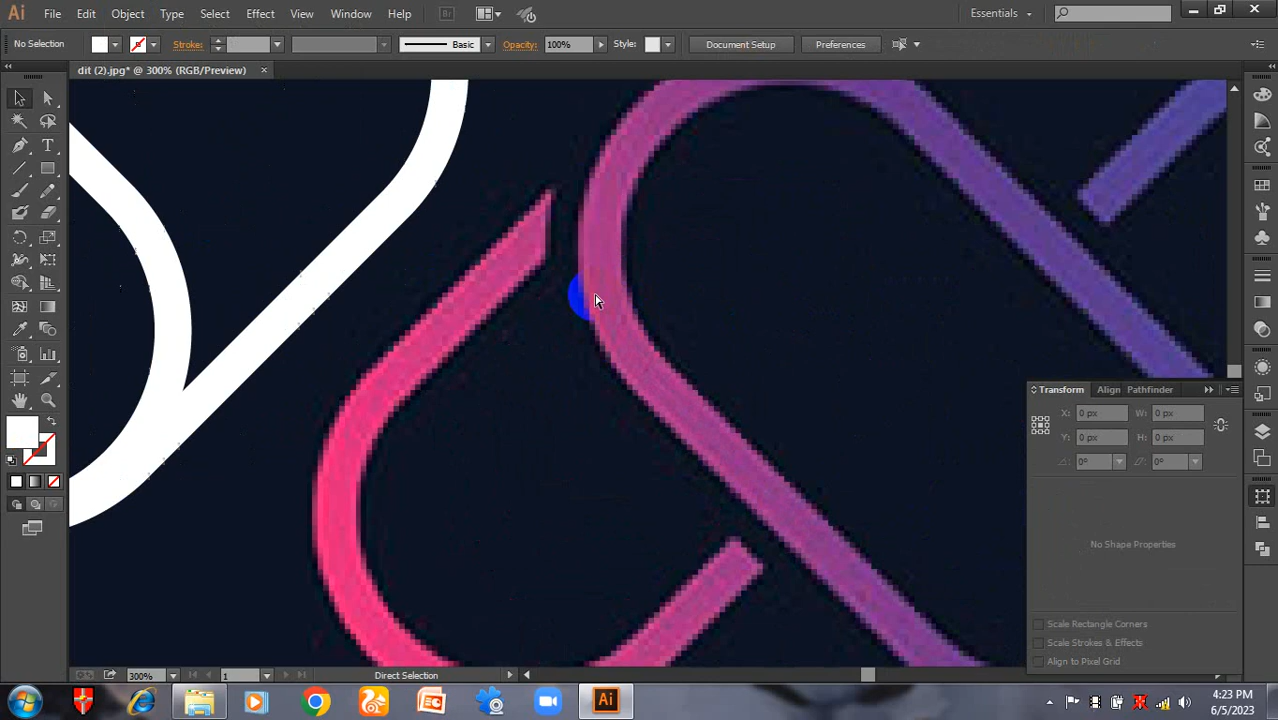 Ai File Edit Object Type Select Effect View Window Help Br Essentials
No Selection Stroke: Basic Opacity: 100% Style: Document Setup Preferences
dit (2).jpg* @ 300% (RGB/Preview)
T
Transform Align Pathfinder
X: 0 px W: 0 px
Y: 0 px H: 0 px
0° 0°
No Shape Properties
Scale Rectangle Corners
Scale Strokes & Effects
Align to Pixel Grid
300% 1 Direct Selection
Ai 4:23 PM
6/5/2023